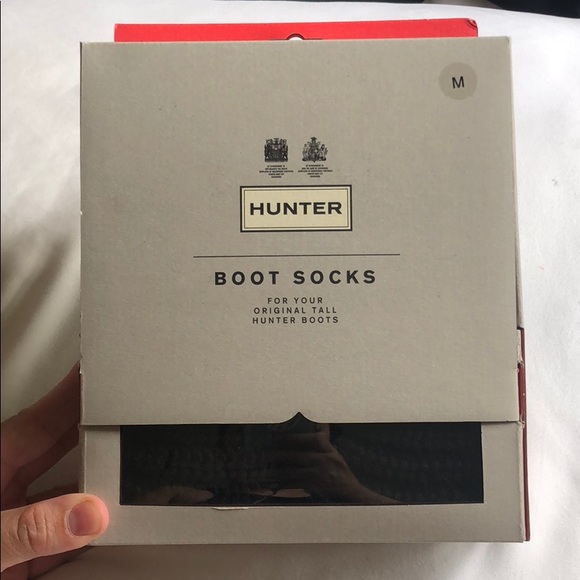 M
HUNTER
BOOT SOCKS
FOR YOUR
ORIGINAL TALL
HUNTER BOOTS